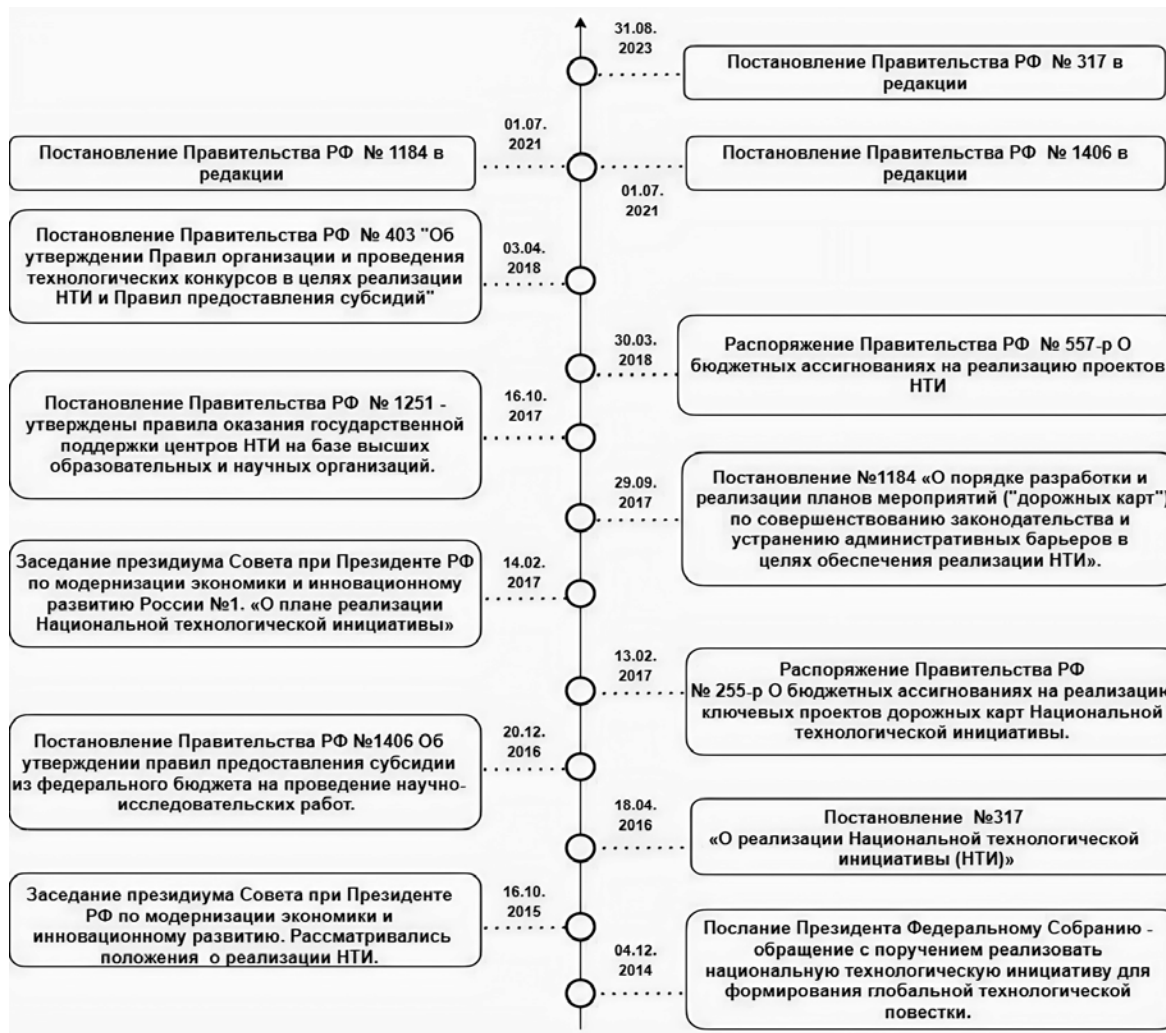 31.08.
2023
Постановление Правительства РФ № 317 в
редакции
01.07.
2021
Постановление Правительства РФ № 1184 в
редакции
Постановление Правительства РФ № 1406 в
редакции
01.07.
2021
Постановление Правительства РФ № 403 "Об
утверждении Правил организации и проведения
технологических конкурсов в целях реализации
НТИ и Правил предоставления субсидий"
03.04.
2018
30.03.
2018
Распоряжение Правительства РФ № 557-р О
бюджетных ассигнованиях на реализацию проектов
НТИ
Постановление Правительства РФ № 1251 -
утверждены правила оказания государственной
поддержки центров НТИ на базе высших
образовательных и научных организаций.
16.10.
2017
29.09.
2017
Постановление №1184 «О порядке разработки и
реализации планов мероприятий ("дорожных карт")
по совершенствованию законодательства и
устранению административных барьеров в
целях обеспечения реализации НТИ».
Заседание президиума Совета при Президенте РФ
по модернизации экономики и инновационному
развитию России №1. «О плане реализации
Национальной технологической инициативы»
14.02.
2017
13.02.
2017
Распоряжение Правительства РФ
№ 255-р О бюджетных ассигнованиях на реализацию
ключевых проектов дорожных карт Национальной
технологической инициативы.
Постановление Правительства РФ №1406 Об
утверждении правил предоставления субсидии
из федерального бюджета на проведение научно-
исследовательских работ.
20.12.
2016
18.04.
2016
Постановление №317
«О реализации Национальной технологической
инициативы (НТИ)»
Заседание президиума Совета при Президенте
РФ по модернизации экономики и
инновационному развитию. Рассматривались
положения о реализации НТИ.
16.10.
2015
04.12.
2014
Послание Президента Федеральному Собранию -
обращение с поручением реализовать
национальную технологическую инициативу для
формирования глобальной технологической
повестки.